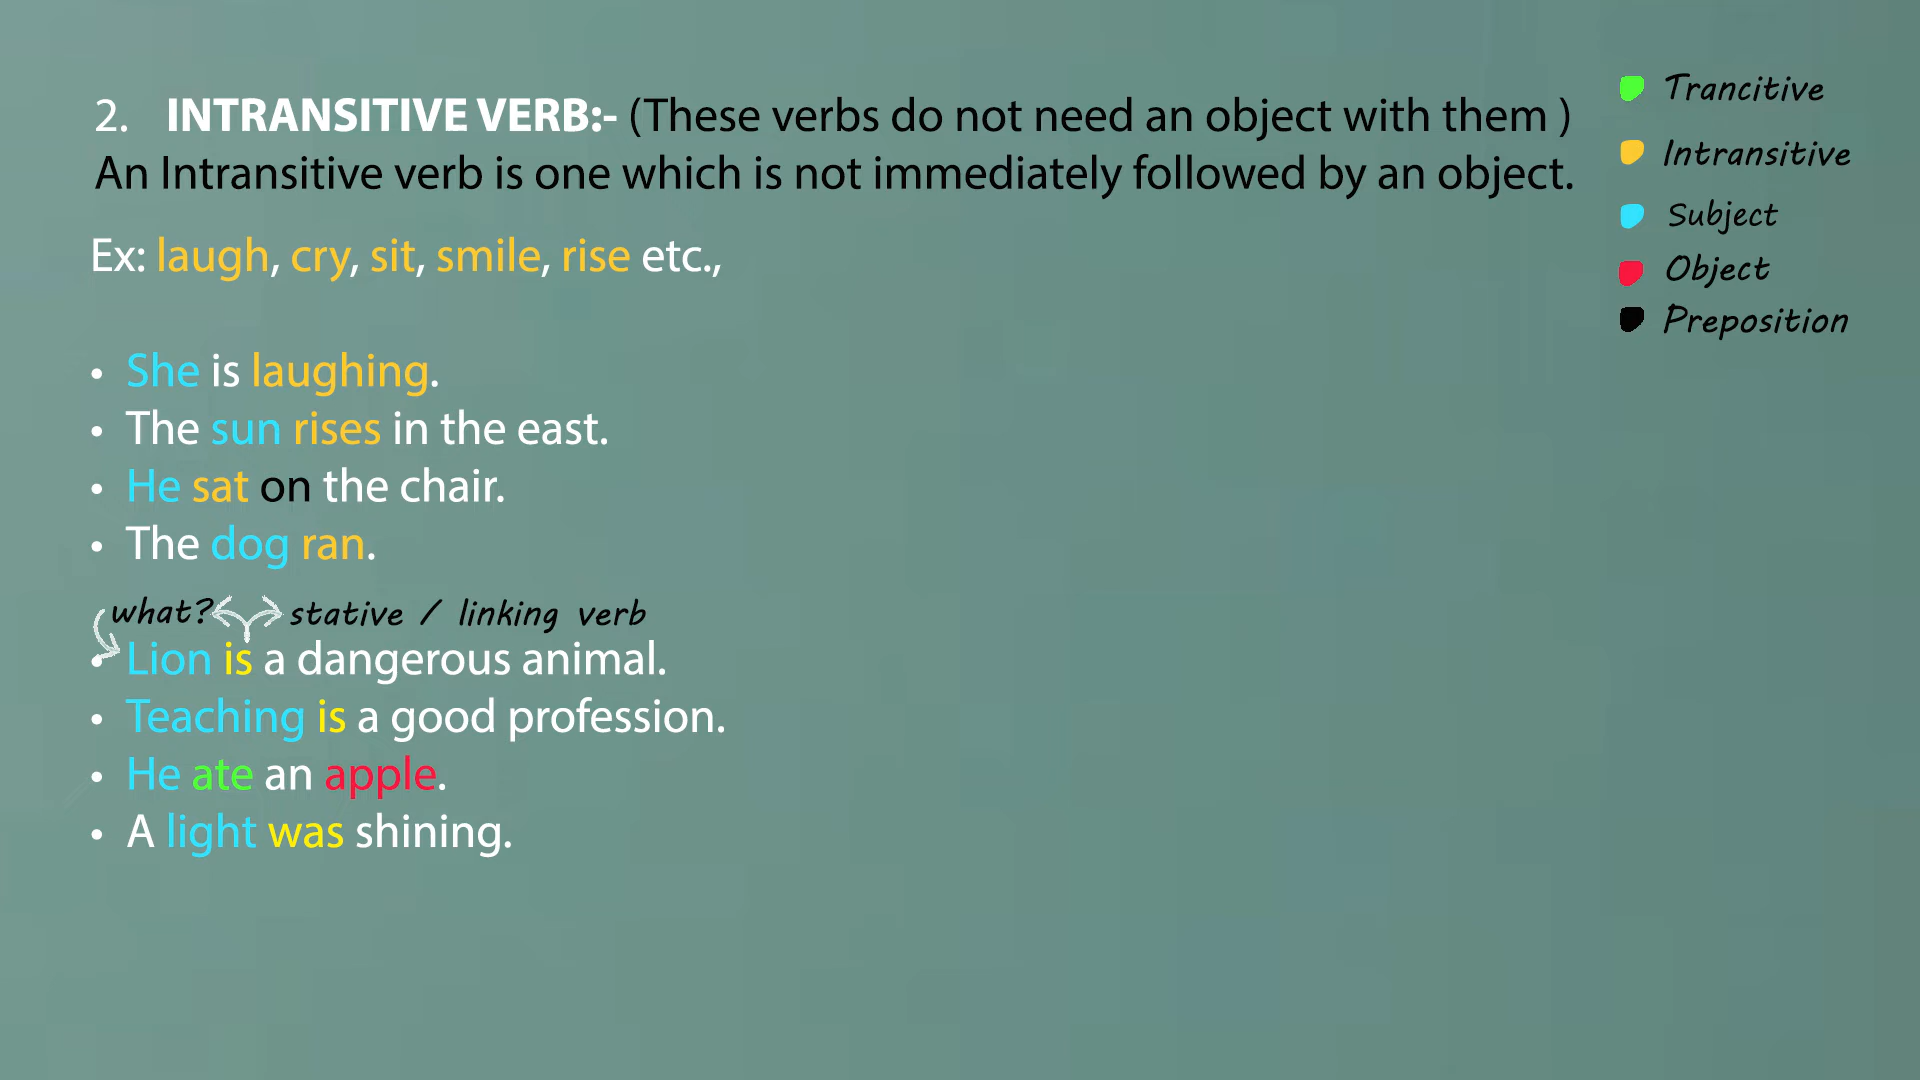 2. INTRANSITIVE VERB:- (These verbs do not need an object with them )
An Intransitive verb is one which is not immediately followed by an object.
Ex: laugh, cry, sit, smile, rise etc.,
• She is laughing.
• The sun rises in the east.
• He sat on the chair.
• The dog ran.
what? stative / linking verb
• Lion is a dangerous animal.
• Teaching is a good profession.
• He ate an apple.
• A light was shining.
Trancitive
Intransitive
Subject
Object
Preposition